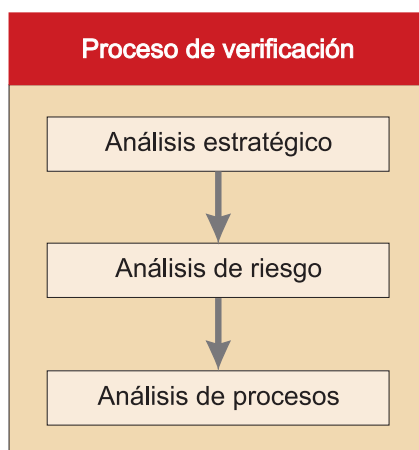 Proceso de verificación
Análisis estratégico
Análisis de riesgo
Análisis de procesos